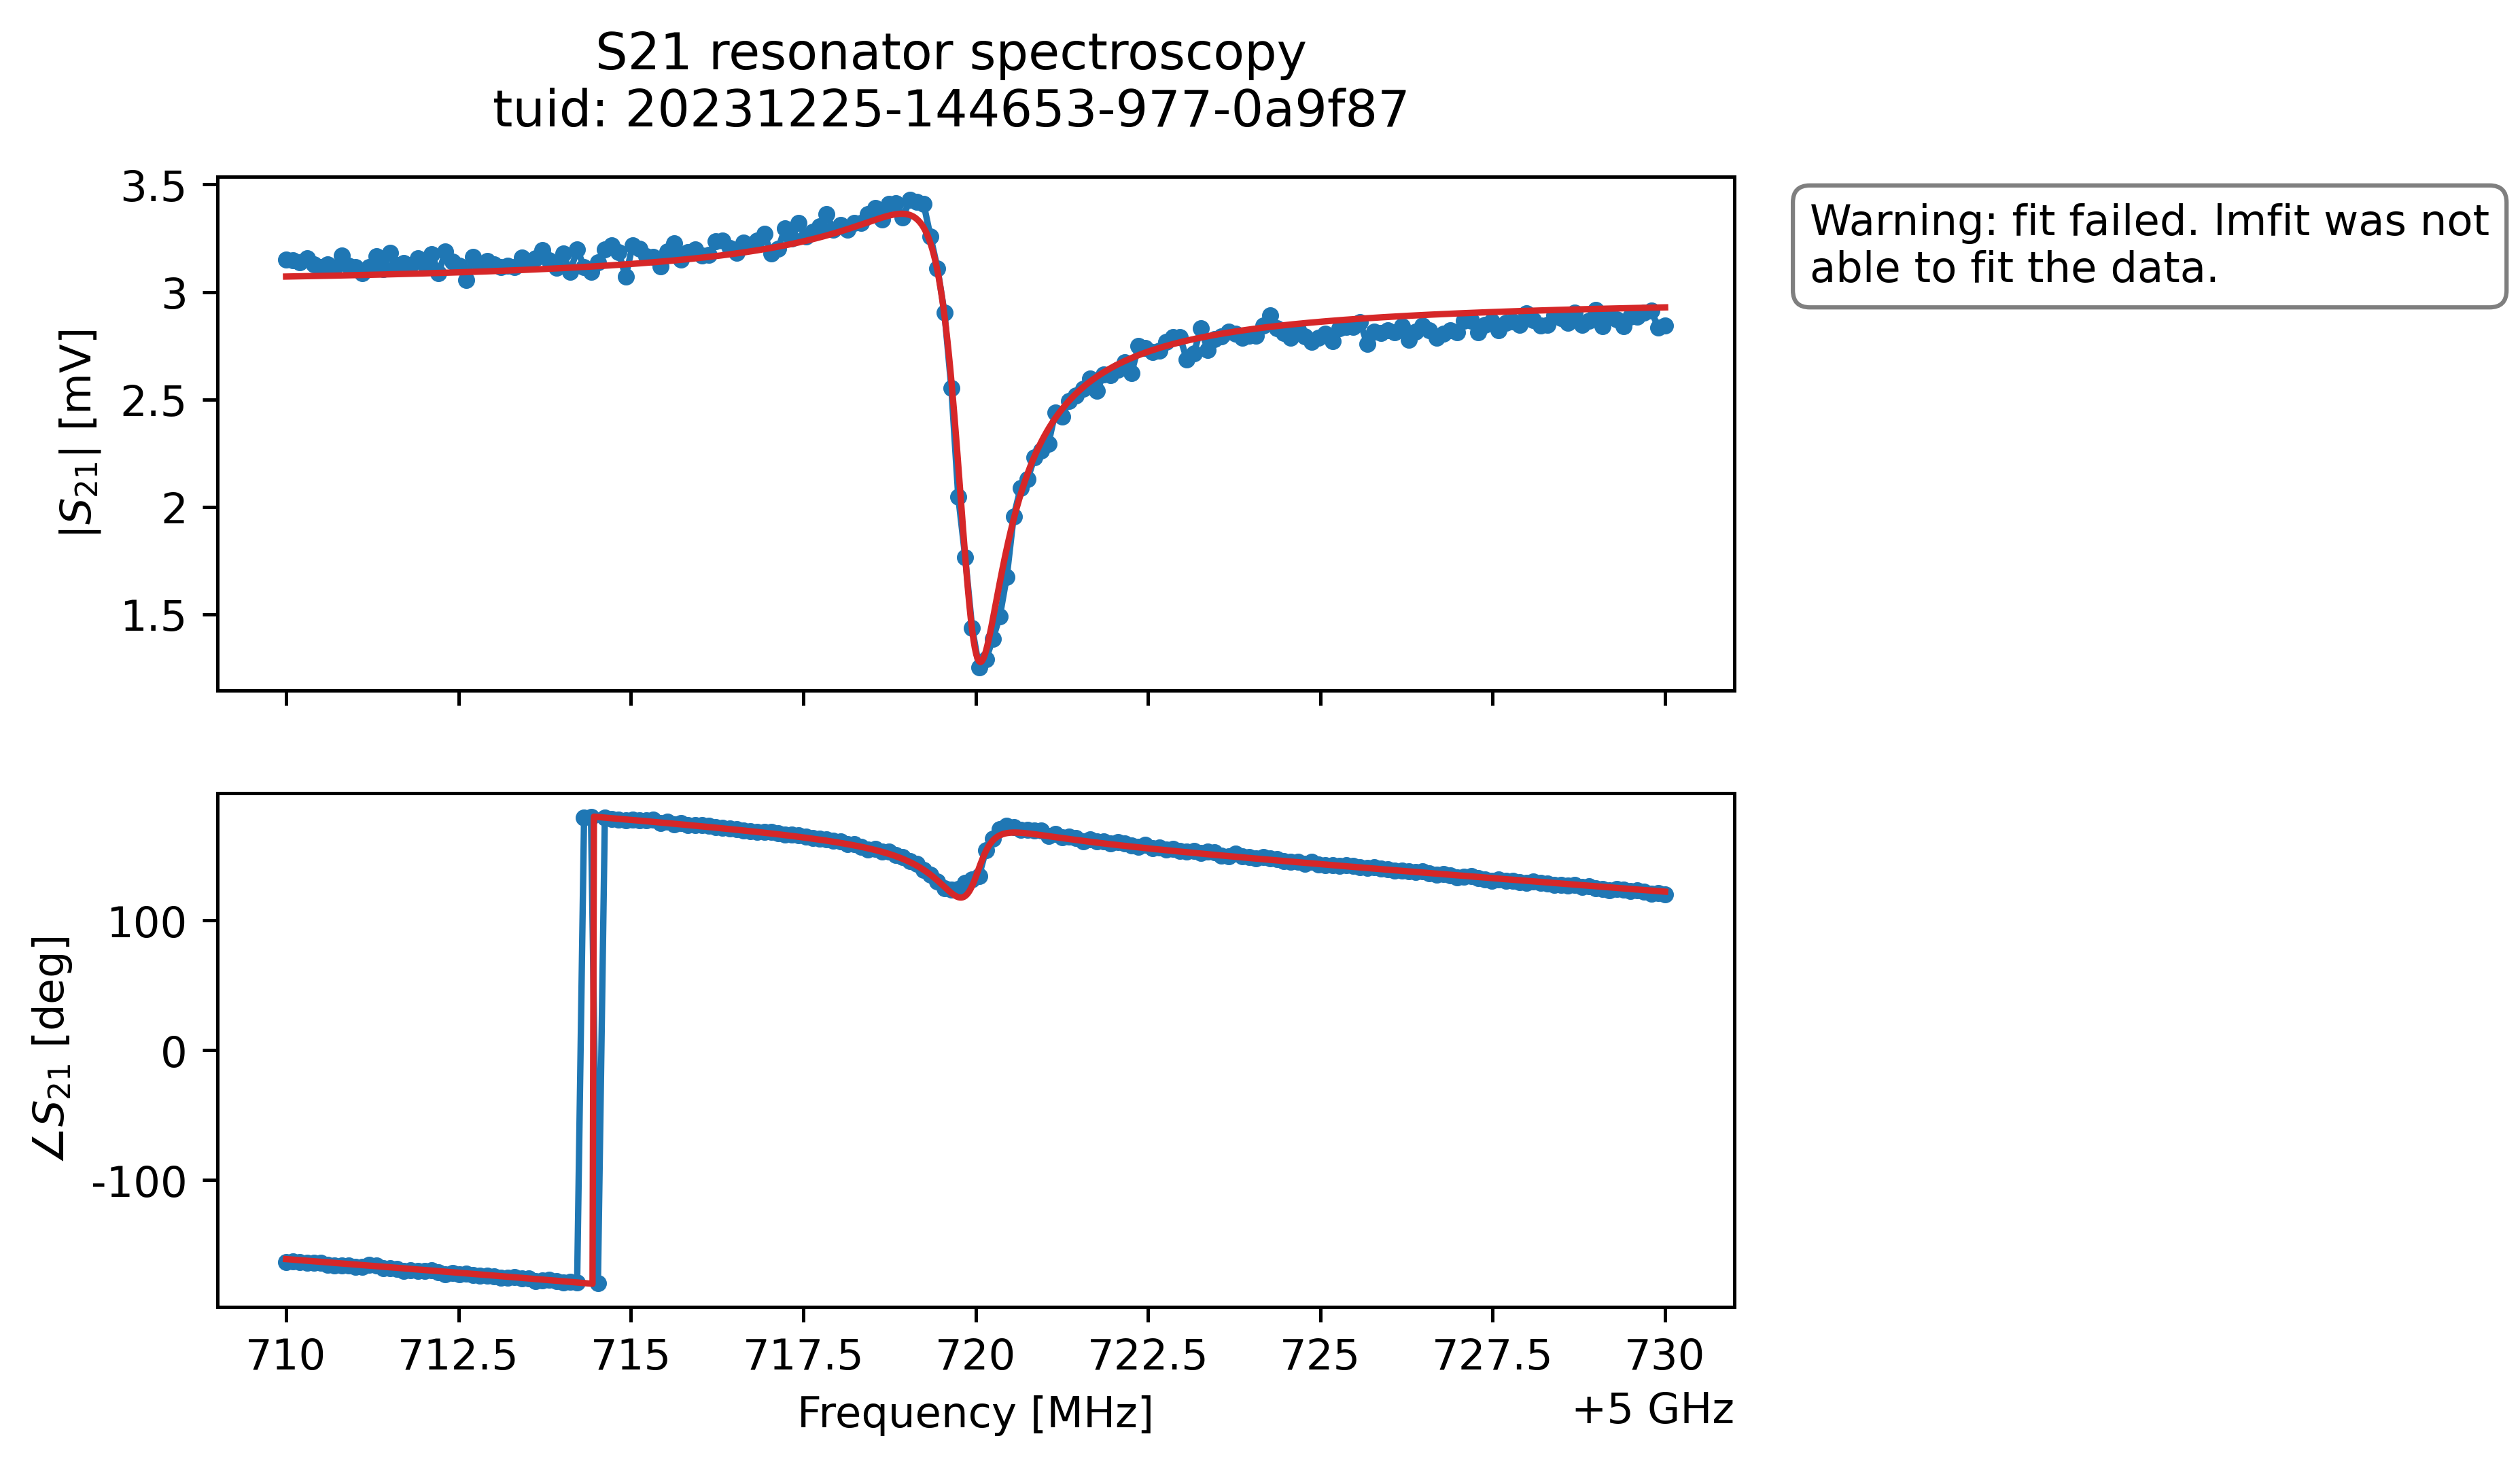 S21 resonator spectroscopy
tuid: 20231225-144653-977-0a9f87
Warning: fit failed. lmfit was not
able to fit the data.
|S21| [mV]
3.5
3
2.5
2
1.5
∠S21 [deg]
100
0
-100
710 712.5 715 717.5 720 722.5 725 727.5 730
Frequency [MHz]
+5 GHz